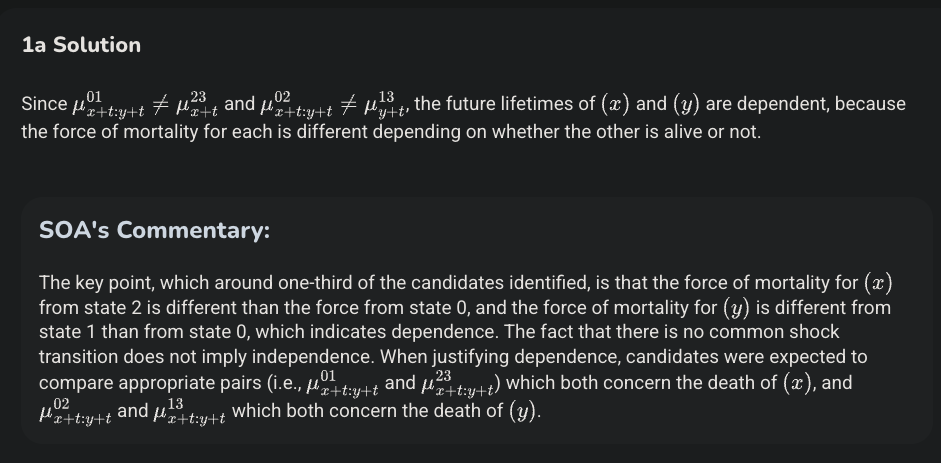 1a Solution
Since $\mu^{01}_{x+t:y+t} \neq \mu^{23}_{x+t}$ and $\mu^{02}_{x+t:y+t} \neq \mu^{13}_{y+t}$, the future lifetimes of $(x)$ and $(y)$ are dependent, because
the force of mortality for each is different depending on whether the other is alive or not.
SOA's Commentary:
The key point, which around one-third of the candidates identified, is that the force of mortality for $(x)$
from state 2 is different than the force from state 0, and the force of mortality for $(y)$ is different from
state 1 than from state 0, which indicates dependence. The fact that there is no common shock
transition does not imply independence. When justifying dependence, candidates were expected to
compare appropriate pairs (i.e., $\mu^{01}_{x+t:y+t}$ and $\mu^{23}_{x+t:y+t}$) which both concern the death of $(x)$, and
$\mu^{02}_{x+t:y+t}$ and $\mu^{13}_{x+t:y+t}$ which both concern the death of $(y)$.